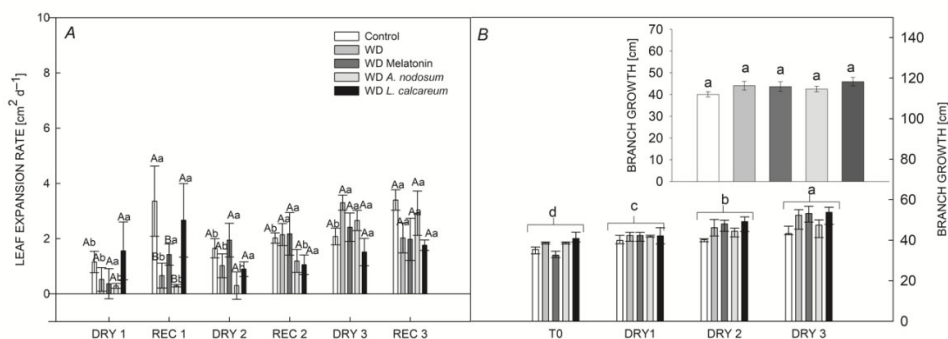 A
LEAF EXPANSION RATE [cm² d⁻¹]
10
8
6
4
2
0
Control
WD
WD Melatonin
WD A. nodosum
WD L. calcareum
Ab Ab Aa Ab Aa
Aa Bb Ba Bb Aa
Ab Ab Aa Ab Aa
Ab Aa Aa Ab Aa
Ab Aa Aa Aa Aa
Aa Aa Aa Aa Aa
DRY 1 REC 1 DRY 2 REC 2 DRY 3 REC 3
B
BRANCH GROWTH [cm]
70
60
50
40
30
20
10
0
a a a a a
d c b a
T0 DRY1 DRY 2 DRY 3
140
120
100
80
60
40
20
0
BRANCH GROWTH [cm]